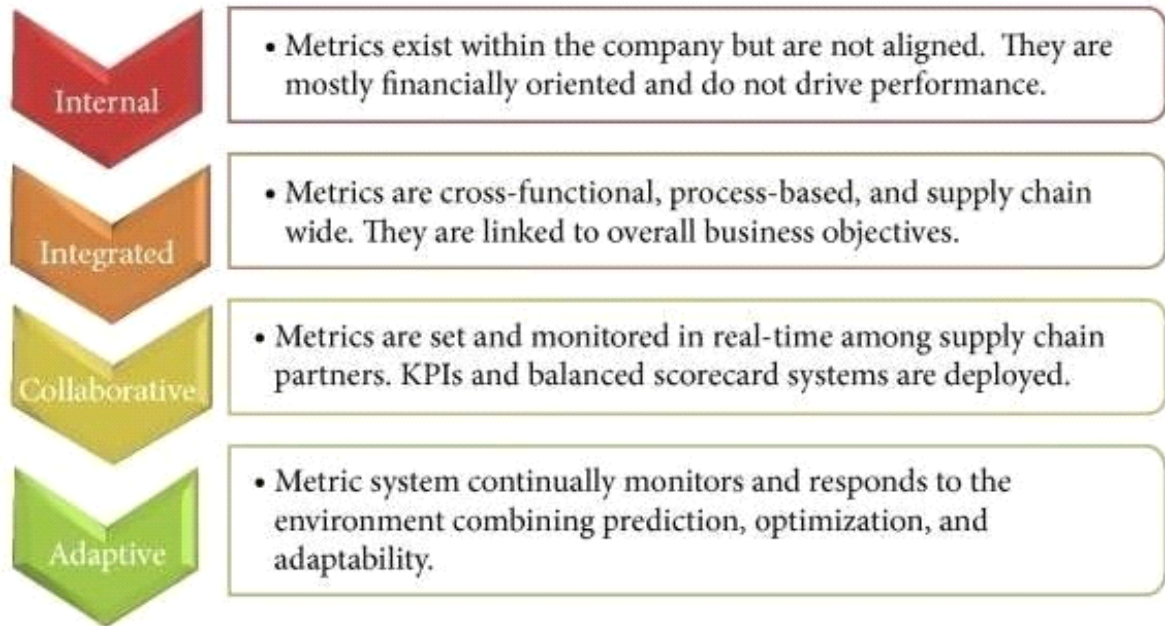 Internal
• Metrics exist within the company but are not aligned. They are
mostly financially oriented and do not drive performance.
Integrated
• Metrics are cross-functional, process-based, and supply chain
wide. They are linked to overall business objectives.
Collaborative
• Metrics are set and monitored in real-time among supply chain
partners. KPIs and balanced scorecard systems are deployed.
Adaptive
• Metric system continually monitors and responds to the
environment combining prediction, optimization, and
adaptability.